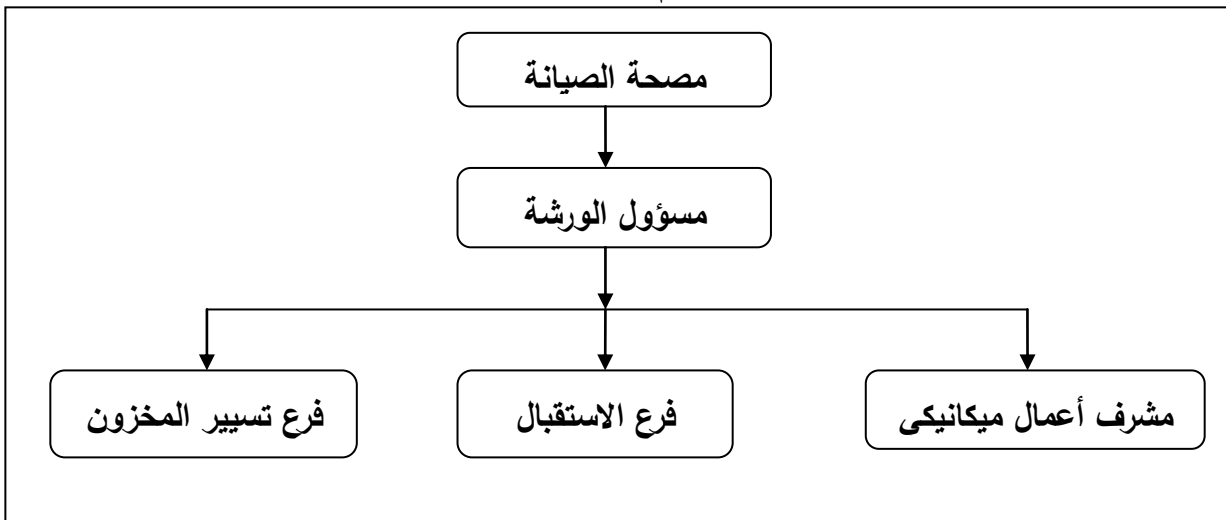 مصحة الصيانة
مسؤول الورشة
مشرف أعمال ميكانيكى
فرع الاستقبال
فرع تسيير المخزون